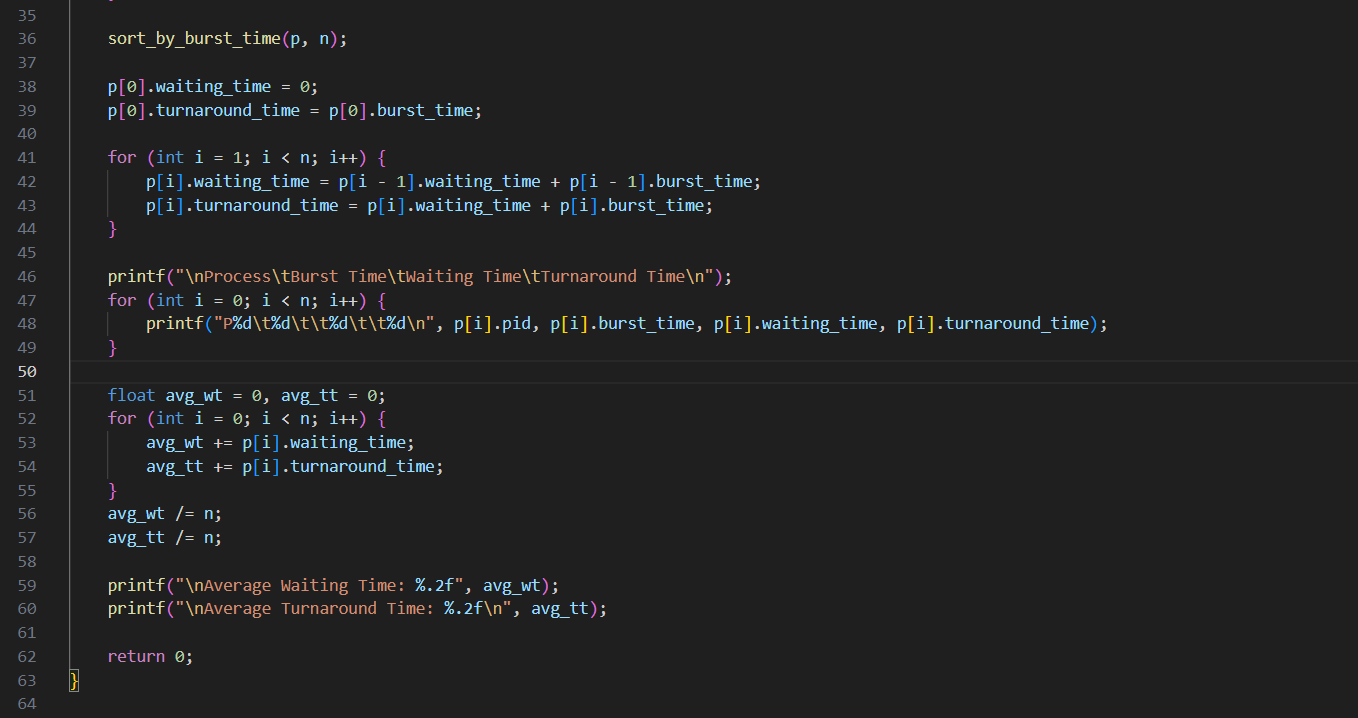 35
36 sort_by_burst_time(p, n);
37
38 p[0].waiting_time = 0;
39 p[0].turnaround_time = p[0].burst_time;
40
41 for (int i = 1; i < n; i++) {
42 p[i].waiting_time = p[i - 1].waiting_time + p[i - 1].burst_time;
43 p[i].turnaround_time = p[i].waiting_time + p[i].burst_time;
44 }
45
46 printf("\nProcess\tBurst Time\tWaiting Time\tTurnaround Time\n");
47 for (int i = 0; i < n; i++) {
48 printf("P%d\t%d\t\t%d\t\t%d\n", p[i].pid, p[i].burst_time, p[i].waiting_time, p[i].turnaround_time);
49 }
50
51 float avg_wt = 0, avg_tt = 0;
52 for (int i = 0; i < n; i++) {
53 avg_wt += p[i].waiting_time;
54 avg_tt += p[i].turnaround_time;
55 }
56 avg_wt /= n;
57 avg_tt /= n;
58
59 printf("\nAverage Waiting Time: %.2f", avg_wt);
60 printf("\nAverage Turnaround Time: %.2f\n", avg_tt);
61
62 return 0;
63 }
64